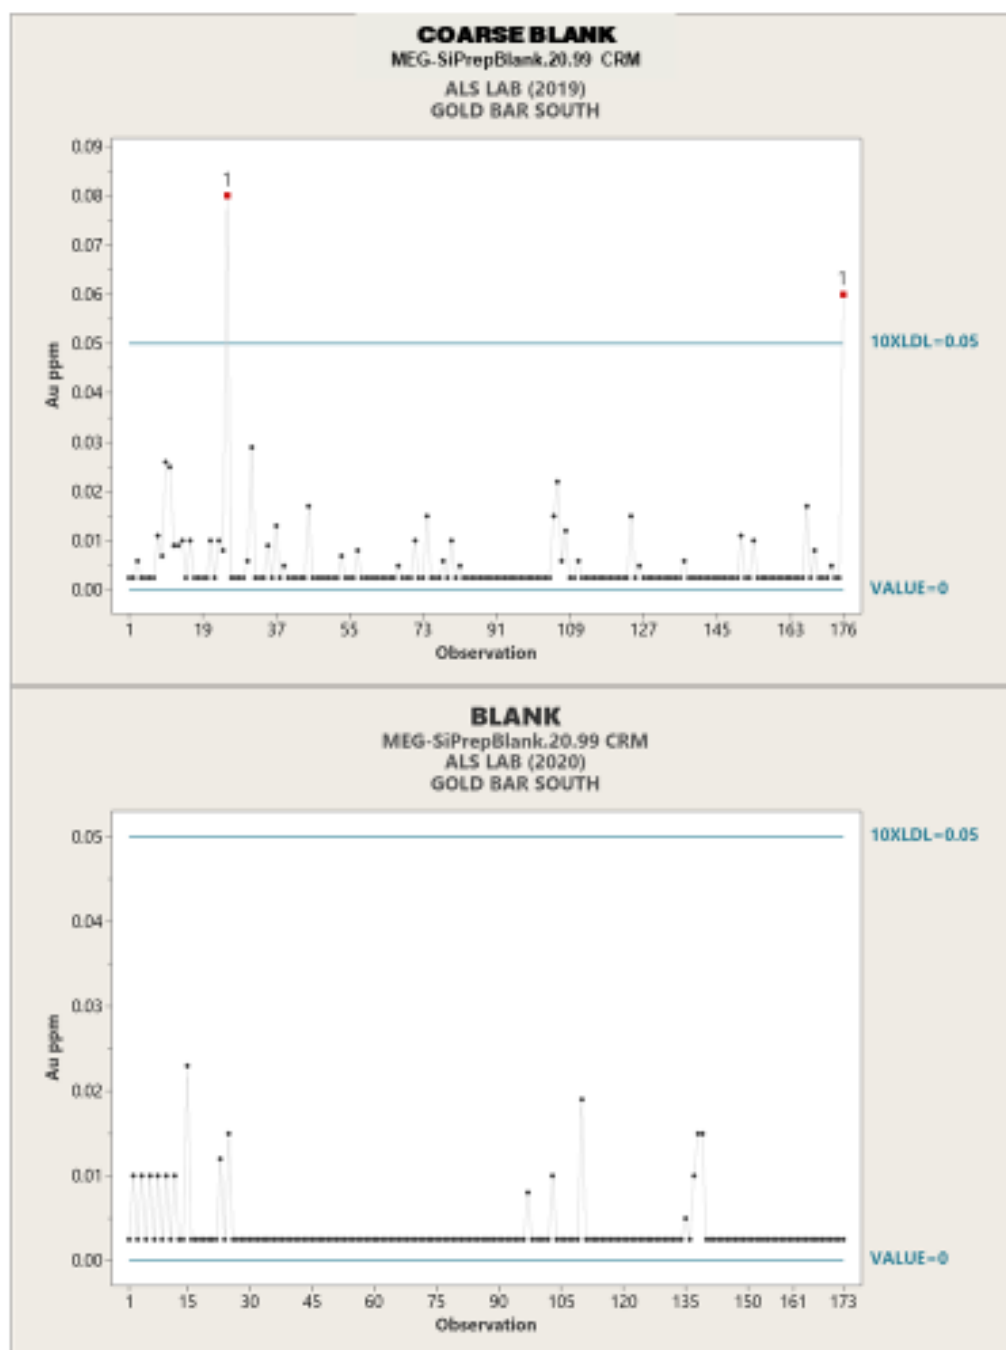 COARSE BLANK
MEG-SiPrepBlank.20.99 CRM
ALS LAB (2019)
GOLD BAR SOUTH
0.09
0.08
0.07
0.06
0.05
0.04
0.03
0.02
0.01
0.00
Au ppm
1
1
10XLDL=0.05
VALUE=0
1 19 37 55 73 91 109 127 145 163 176
Observation
BLANK
MEG-SiPrepBlank.20.99 CRM
ALS LAB (2020)
GOLD BAR SOUTH
0.05
0.04
0.03
0.02
0.01
0.00
Au ppm
10XLDL=0.05
VALUE=0
1 15 30 45 60 75 90 105 120 135 150 161 173
Observation